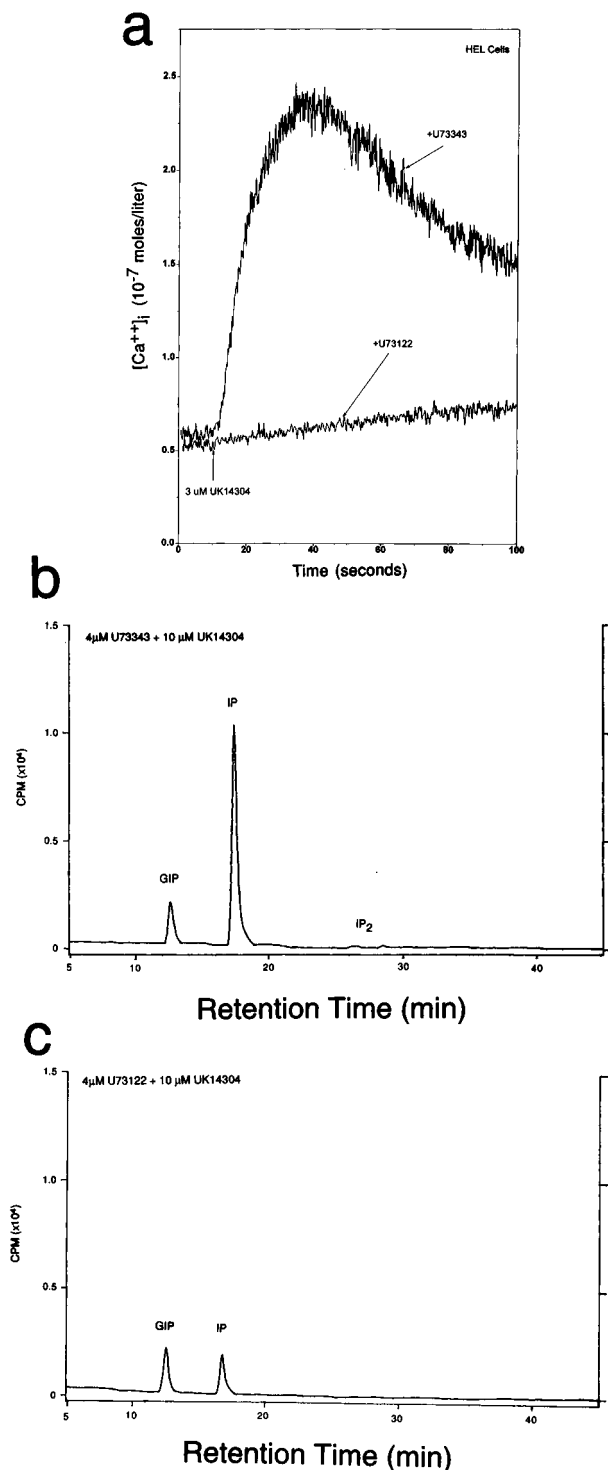 a
HEL Cells
2.5
+U73343
2.0
[Ca++]i (10-7 moles/liter)
1.5
+U73122
1.0
0.5
3 uM UK14304
0.0
0 20 40 60 80 100
Time (seconds)
b
1.5
4μM U73343 + 10 μM UK14304
IP
1.0
CPM (x10⁴)
0.5
GIP
IP2
0
5 10 20 30 40
Retention Time (min)
c
1.5
4μM U73122 + 10 μM UK14304
1.0
CPM (x10⁴)
0.5
GIP IP
0
5 10 20 30 40
Retention Time (min)